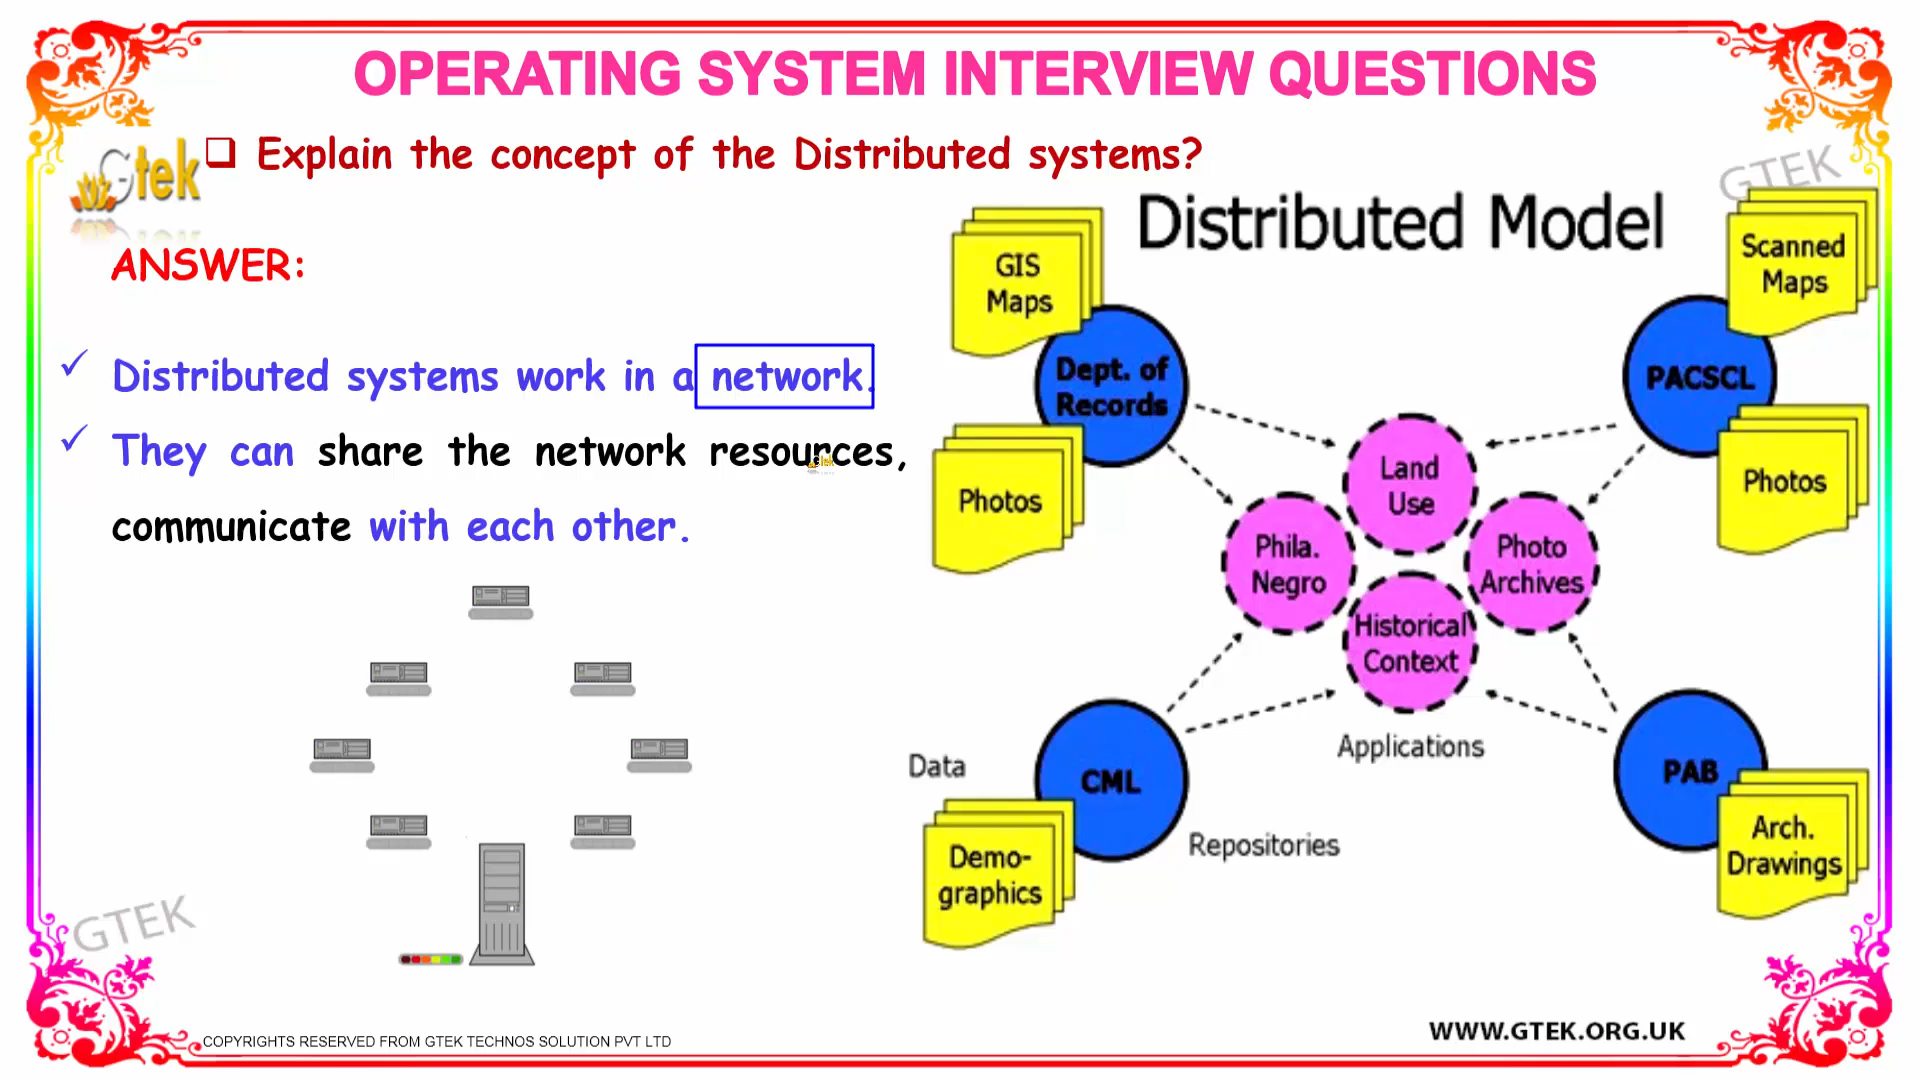 OPERATING SYSTEM INTERVIEW QUESTIONS
Gtek
Explain the concept of the Distributed systems?
GTEK
ANSWER:
Distributed systems work in a network.
They can share the network resources,
communicate with each other.
Distributed Model
GIS
Maps
Scanned
Maps
Dept. of
Records
PACSCL
Photos
Photos
Land
Use
Phila.
Negro
Photo
Archives
Historical
Context
Applications
Data
CML
PAB
Repositories
Demo-
graphics
Arch.
Drawings
GTEK
COPYRIGHTS RESERVED FROM GTEK TECHNOS SOLUTION PVT LTD
WWW.GTEK.ORG.UK